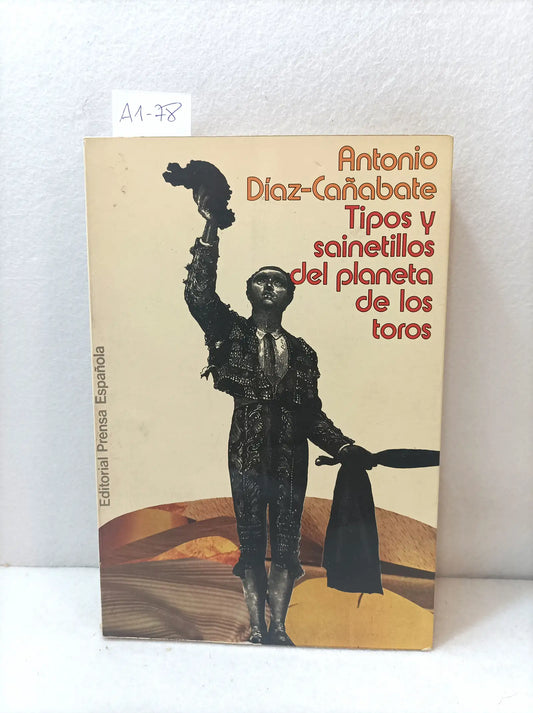 A1-78
Antonio
Díaz-Cañabate
Tipos y
sainetillos
del planeta
de los
toros
Editorial Prensa Española